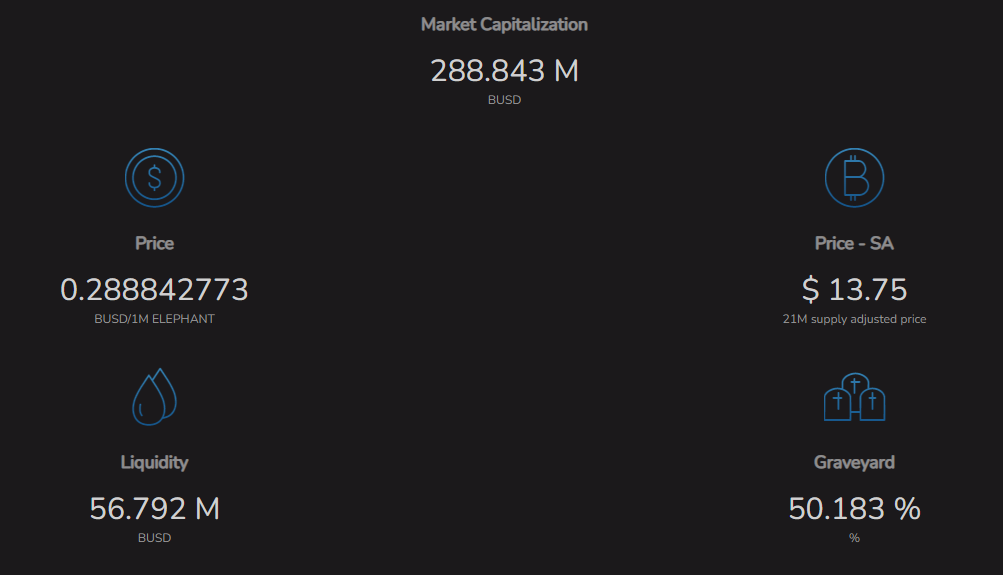 Market Capitalization
288.843 M
BUSD
Price
0.288842773
BUSD/1M ELEPHANT
Price - SA
$ 13.75
21M supply adjusted price
Liquidity
56.792 M
BUSD
Graveyard
50.183 %
%